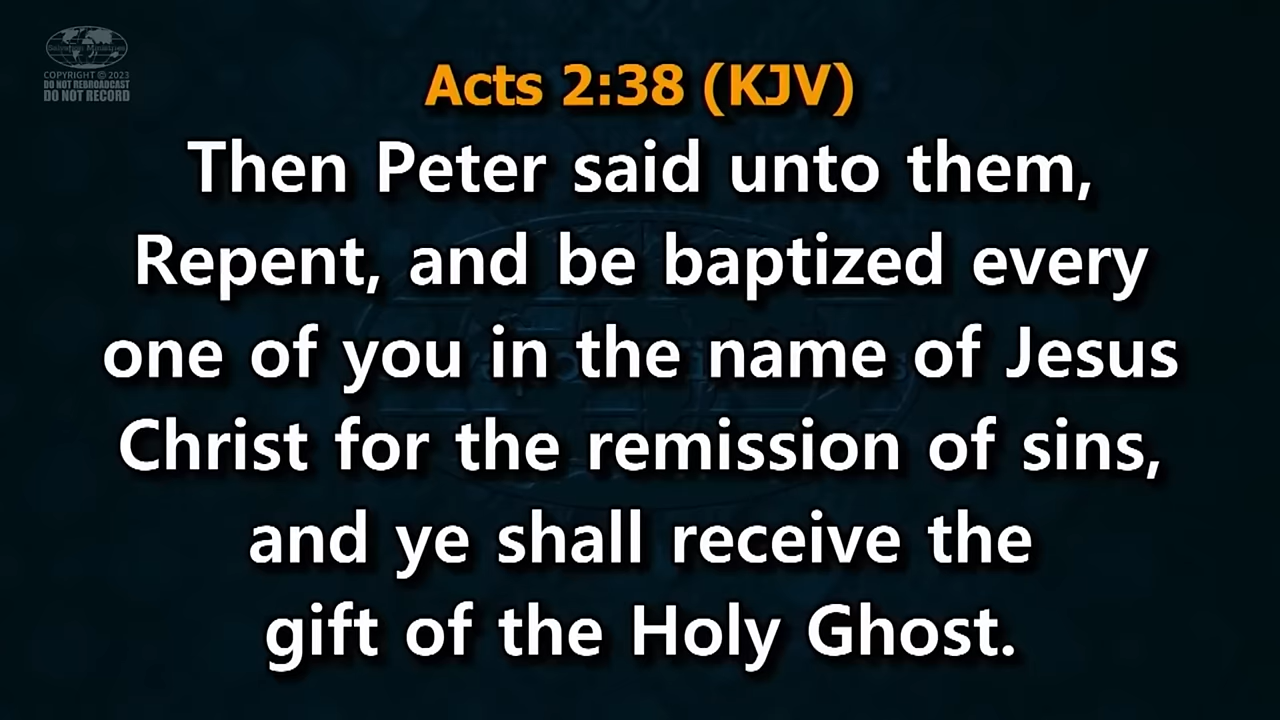 Salvation Ministries
COPYRIGHT © 2023
DO NOT REBROADCAST
DO NOT RECORD
Acts 2:38 (KJV)
Then Peter said unto them,
Repent, and be baptized every
one of you in the name of Jesus
Christ for the remission of sins,
and ye shall receive the
gift of the Holy Ghost.